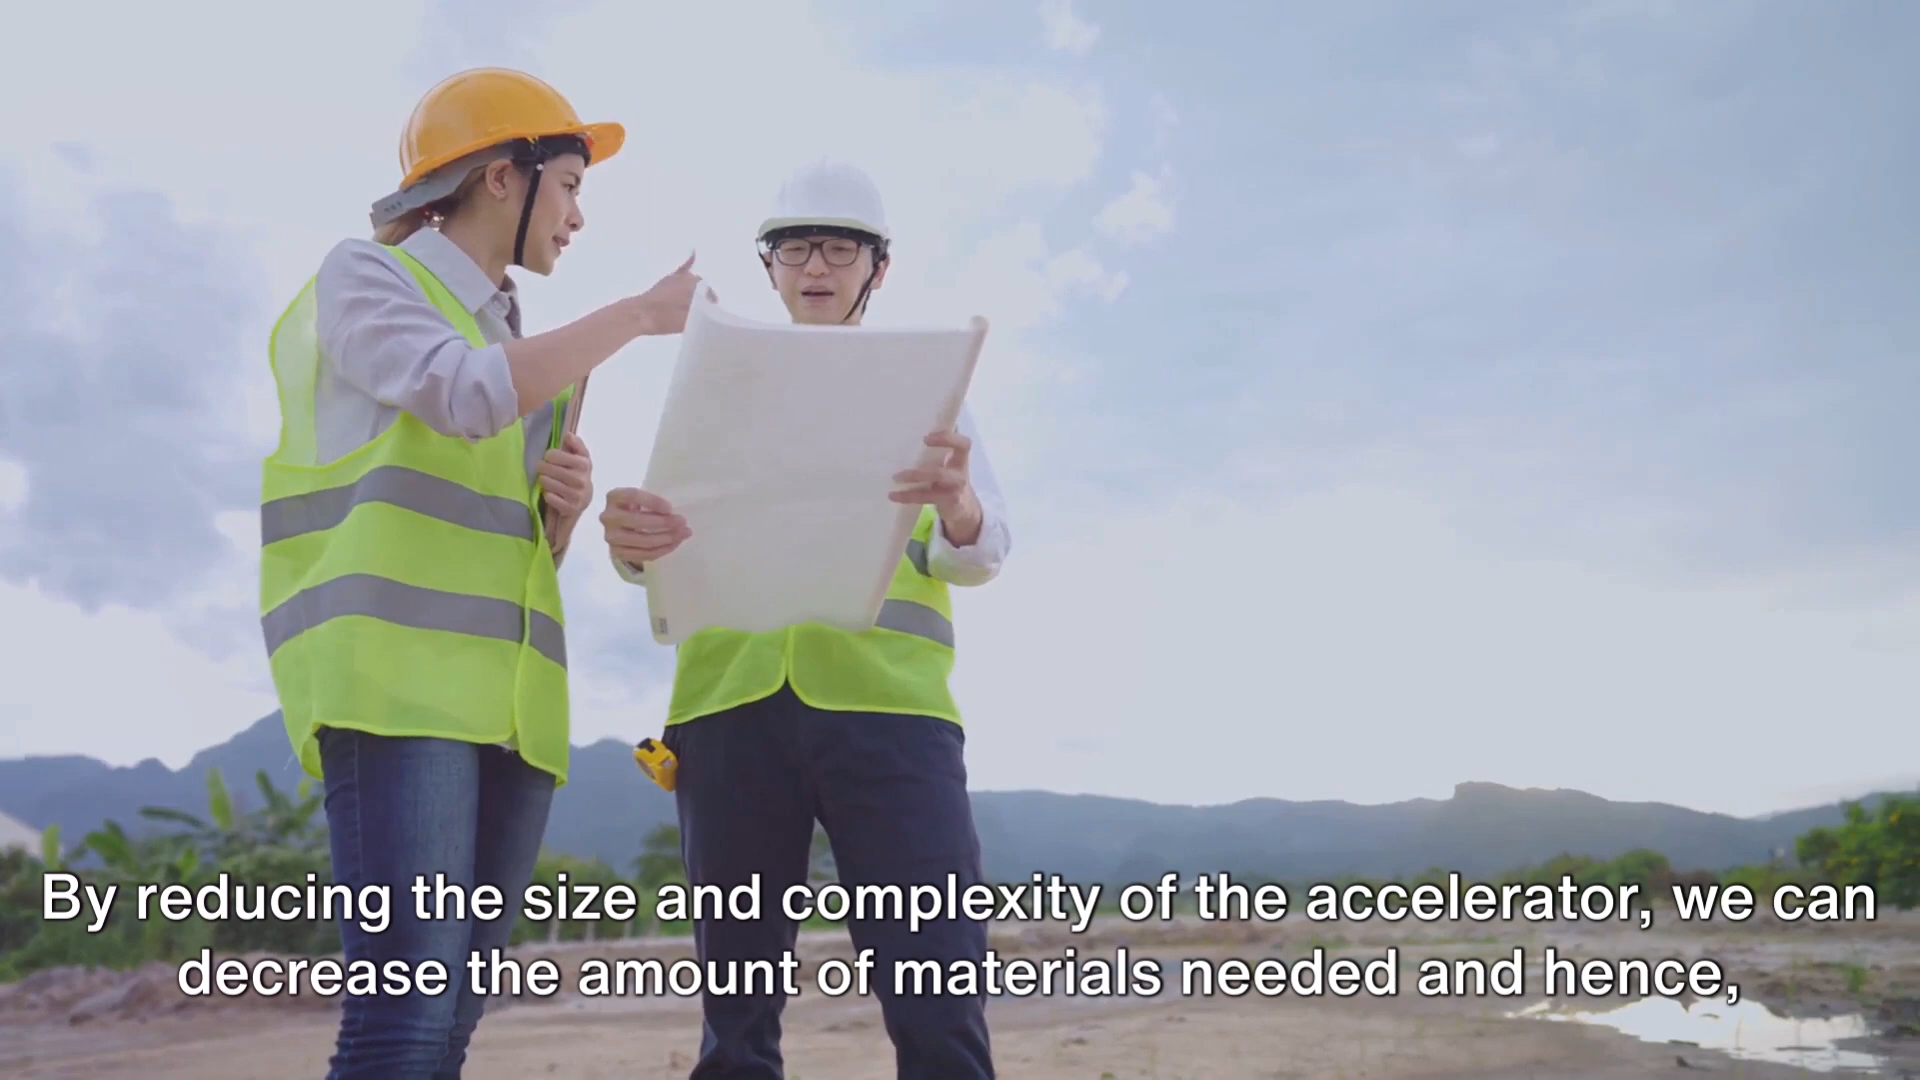 By reducing the size and complexity of the accelerator, we can
decrease the amount of materials needed and hence,